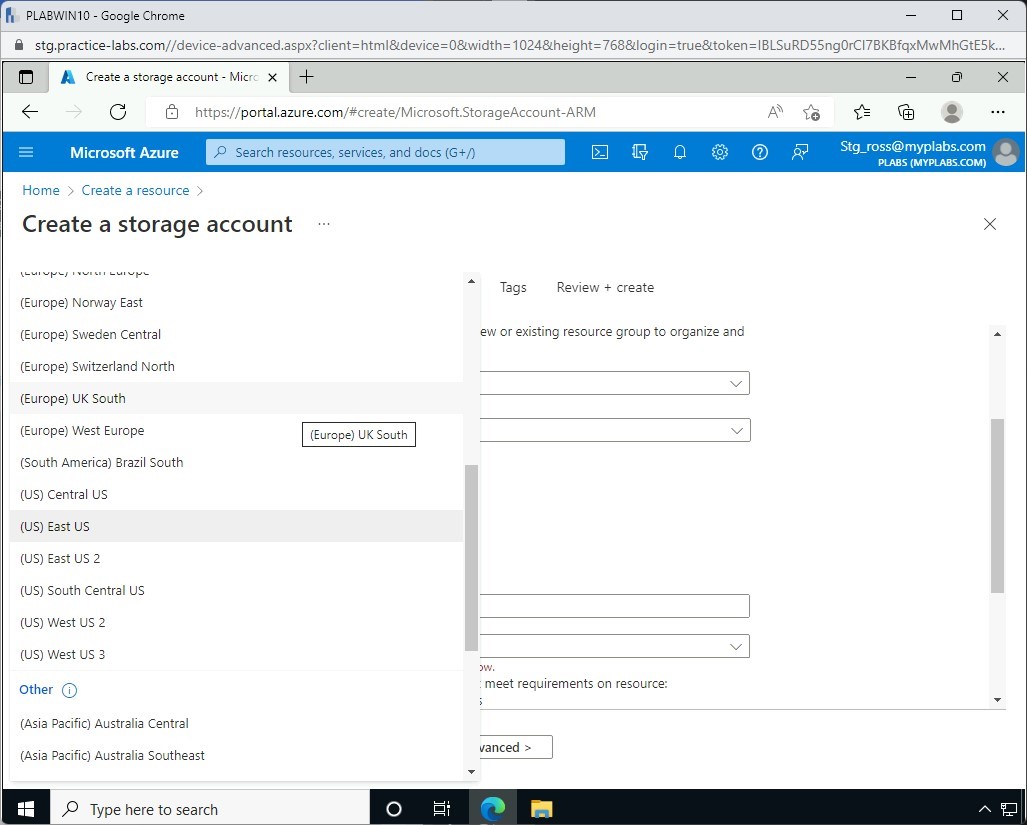 PLABWIN10 - Google Chrome
stg.practice-labs.com//device-advanced.aspx?client=html&device=0&width=1024&height=768&login=true&token=IBLSuRD55ng0rCI7BKBfqxMwMhGtE5k...
Create a storage account - Micro
https://portal.azure.com/#create/Microsoft.StorageAccount-ARM
Microsoft Azure
Search resources, services, and docs (G+/)
Stg_ross@myplabs.com
PLABS (MYPLABS.COM)
Home > Create a resource >
Create a storage account ...
Tags Review + create
(Europe) North Europe
(Europe) Norway East
(Europe) Sweden Central
(Europe) Switzerland North
(Europe) UK South
(Europe) West Europe
(Europe) UK South
(South America) Brazil South
(US) Central US
(US) East US
(US) East US 2
(US) South Central US
(US) West US 2
(US) West US 3
Other
(Asia Pacific) Australia Central
(Asia Pacific) Australia Southeast
ew or existing resource group to organize and
ow.
t meet requirements on resource:
s
vanced >
Type here to search